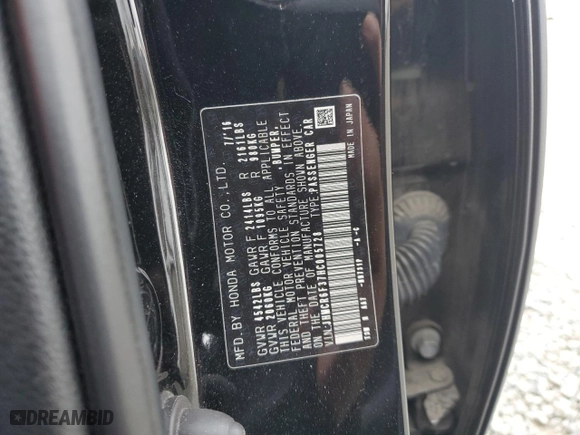 MFD. BY HONDA MOTOR CO.,LTD. 7/'16
GVWR 4542LBS GAWR F 2414LBS R 2161LBS
GVWR 2060KG GAWR F 1095KG R 980KG
THIS VEHICLE CONFORMS TO ALL APPLICABLE
FEDERAL MOTOR VEHICLE SAFETY ,BUMPER,
AND THEFT PREVENTION STANDARDS IN EFFECT
ON THE DATE OF MANUFACTURE SHOWN ABOVE.
TYPE:PASSENGER CAR
MADE IN JAPAN
DREAMBID